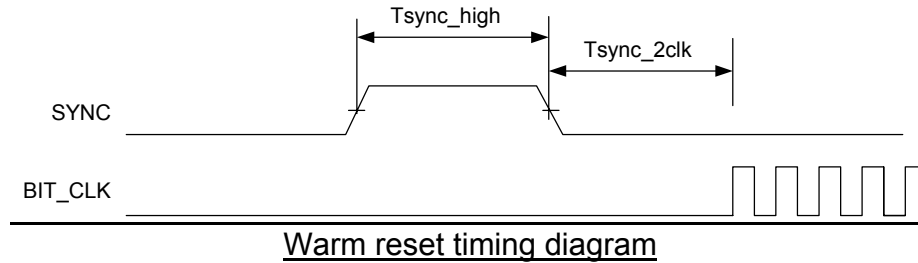 Tsync_high
Tsync_2clk
SYNC
BIT_CLK
Warm reset timing diagram